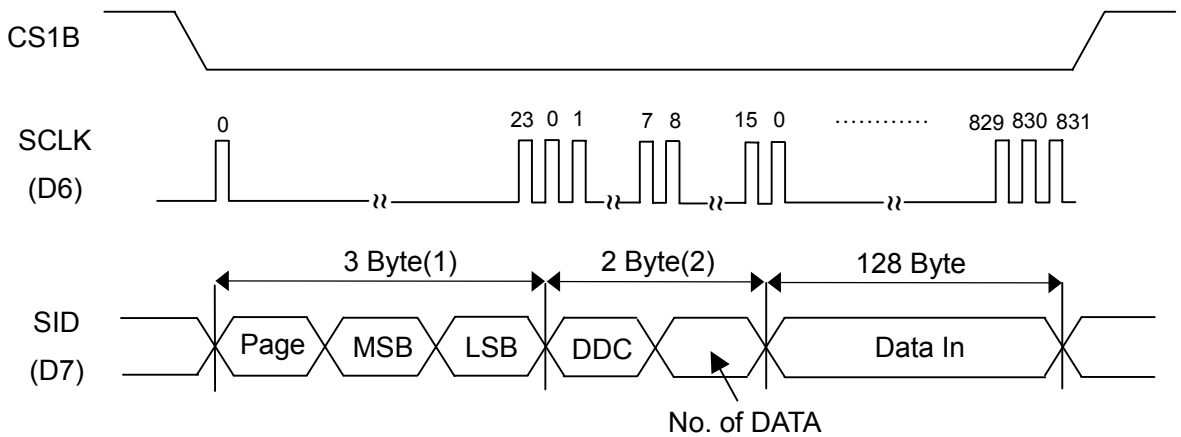 CS1B
0 23 0 1 7 8 15 0 ............ 829 830 831
SCLK
(D6)
3 Byte(1) 2 Byte(2) 128 Byte
SID
(D7)
Page MSB LSB DDC Data In
No. of DATA